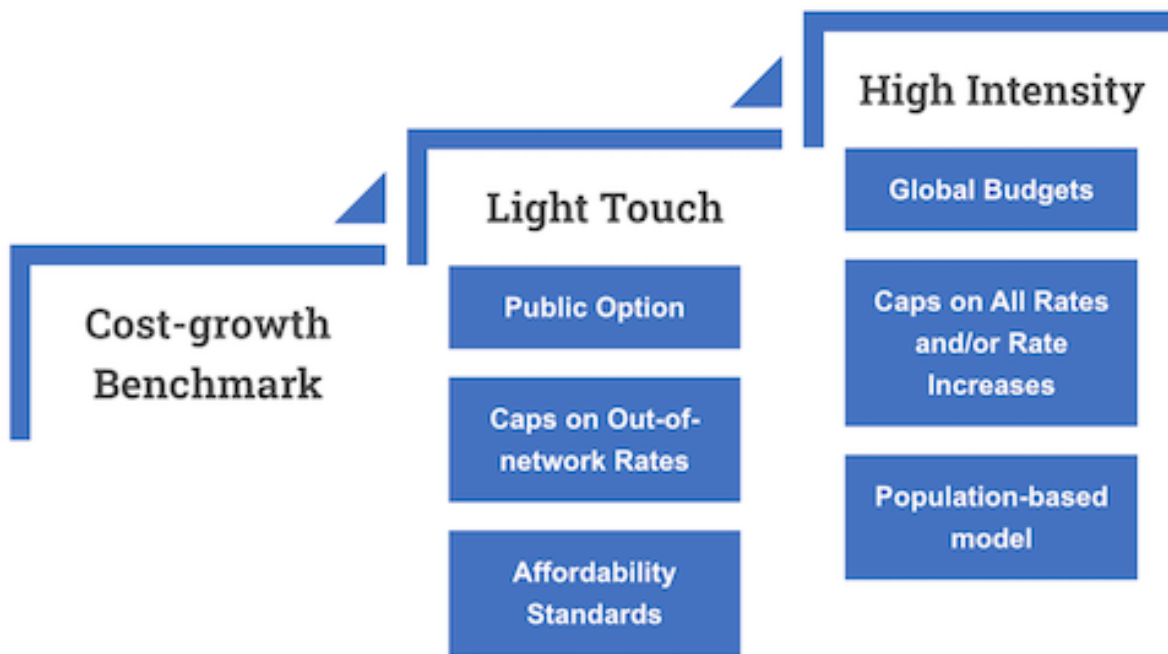 Cost-growth
Benchmark
Light Touch
Public Option
Caps on Out-of-
network Rates
Affordability
Standards
High Intensity
Global Budgets
Caps on All Rates
and/or Rate
Increases
Population-based
model